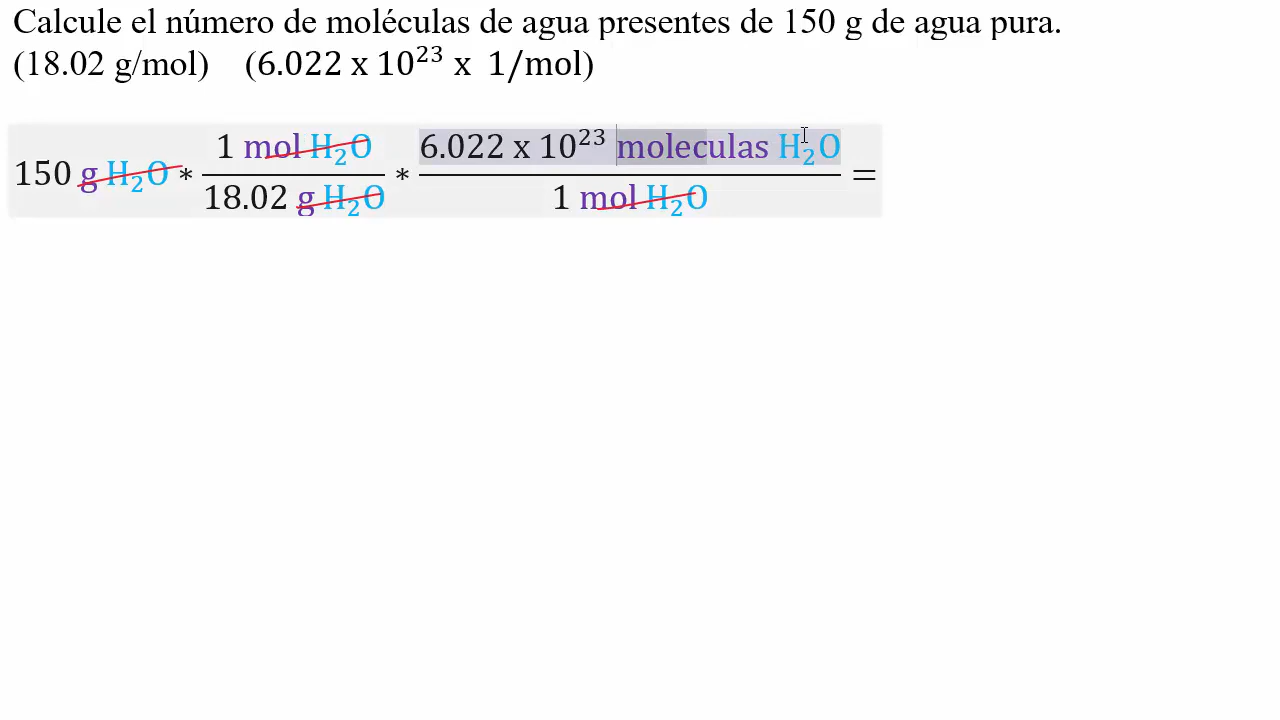 Calcule el número de moléculas de agua presentes de 150 g de agua pura.
(18.02 g/mol) (6.022 x 10²³ x 1/mol)
150 g H₂O * 1 mol H₂O / 18.02 g H₂O * 6.022 x 10²³ moleculas H₂O / 1 mol H₂O =